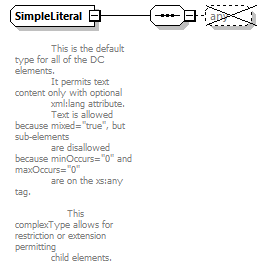 SimpleLiteral
any
This is the default
type for all of the DC
elements.
It permits text
content only with optional
xml:lang attribute.
Text is allowed
because mixed="true", but
sub-elements
are disallowed
because minOccurs="0" and
maxOccurs="0"
are on the xs:any
tag.
This
complexType allows for
restriction or extension
permitting
child elements.